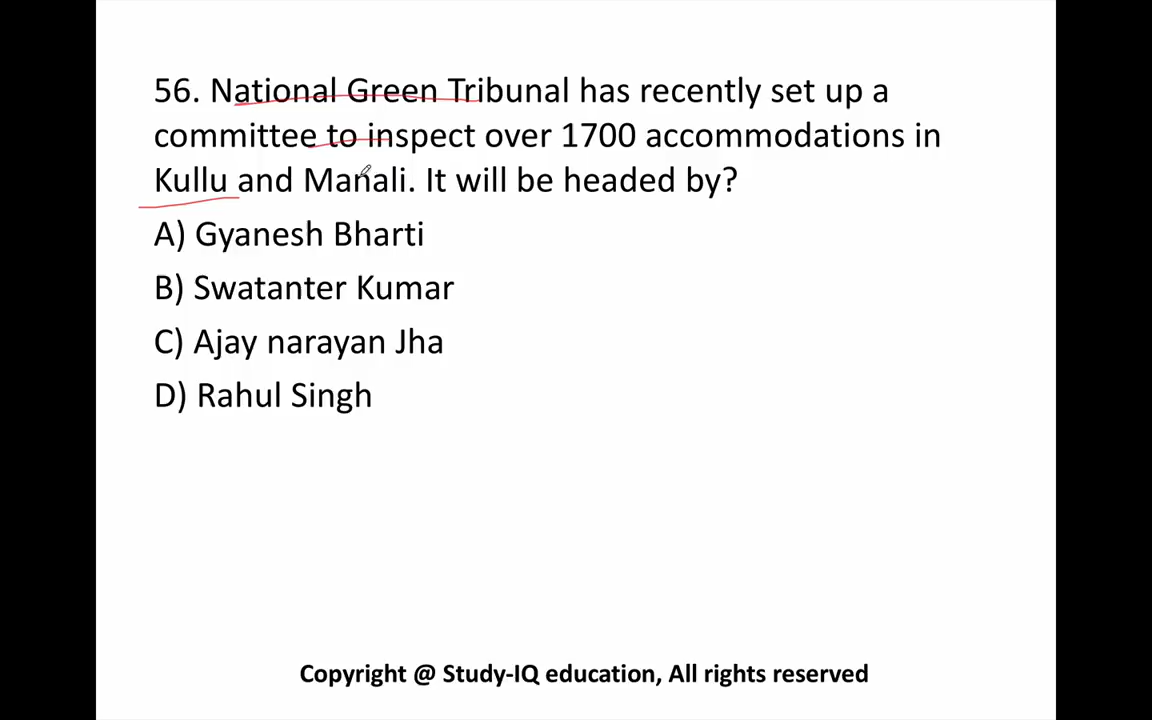 56. National Green Tribunal has recently set up a
committee to inspect over 1700 accommodations in
Kullu and Manali. It will be headed by?
A) Gyanesh Bharti
B) Swatanter Kumar
C) Ajay narayan Jha
D) Rahul Singh
Copyright @ Study-IQ education, All rights reserved